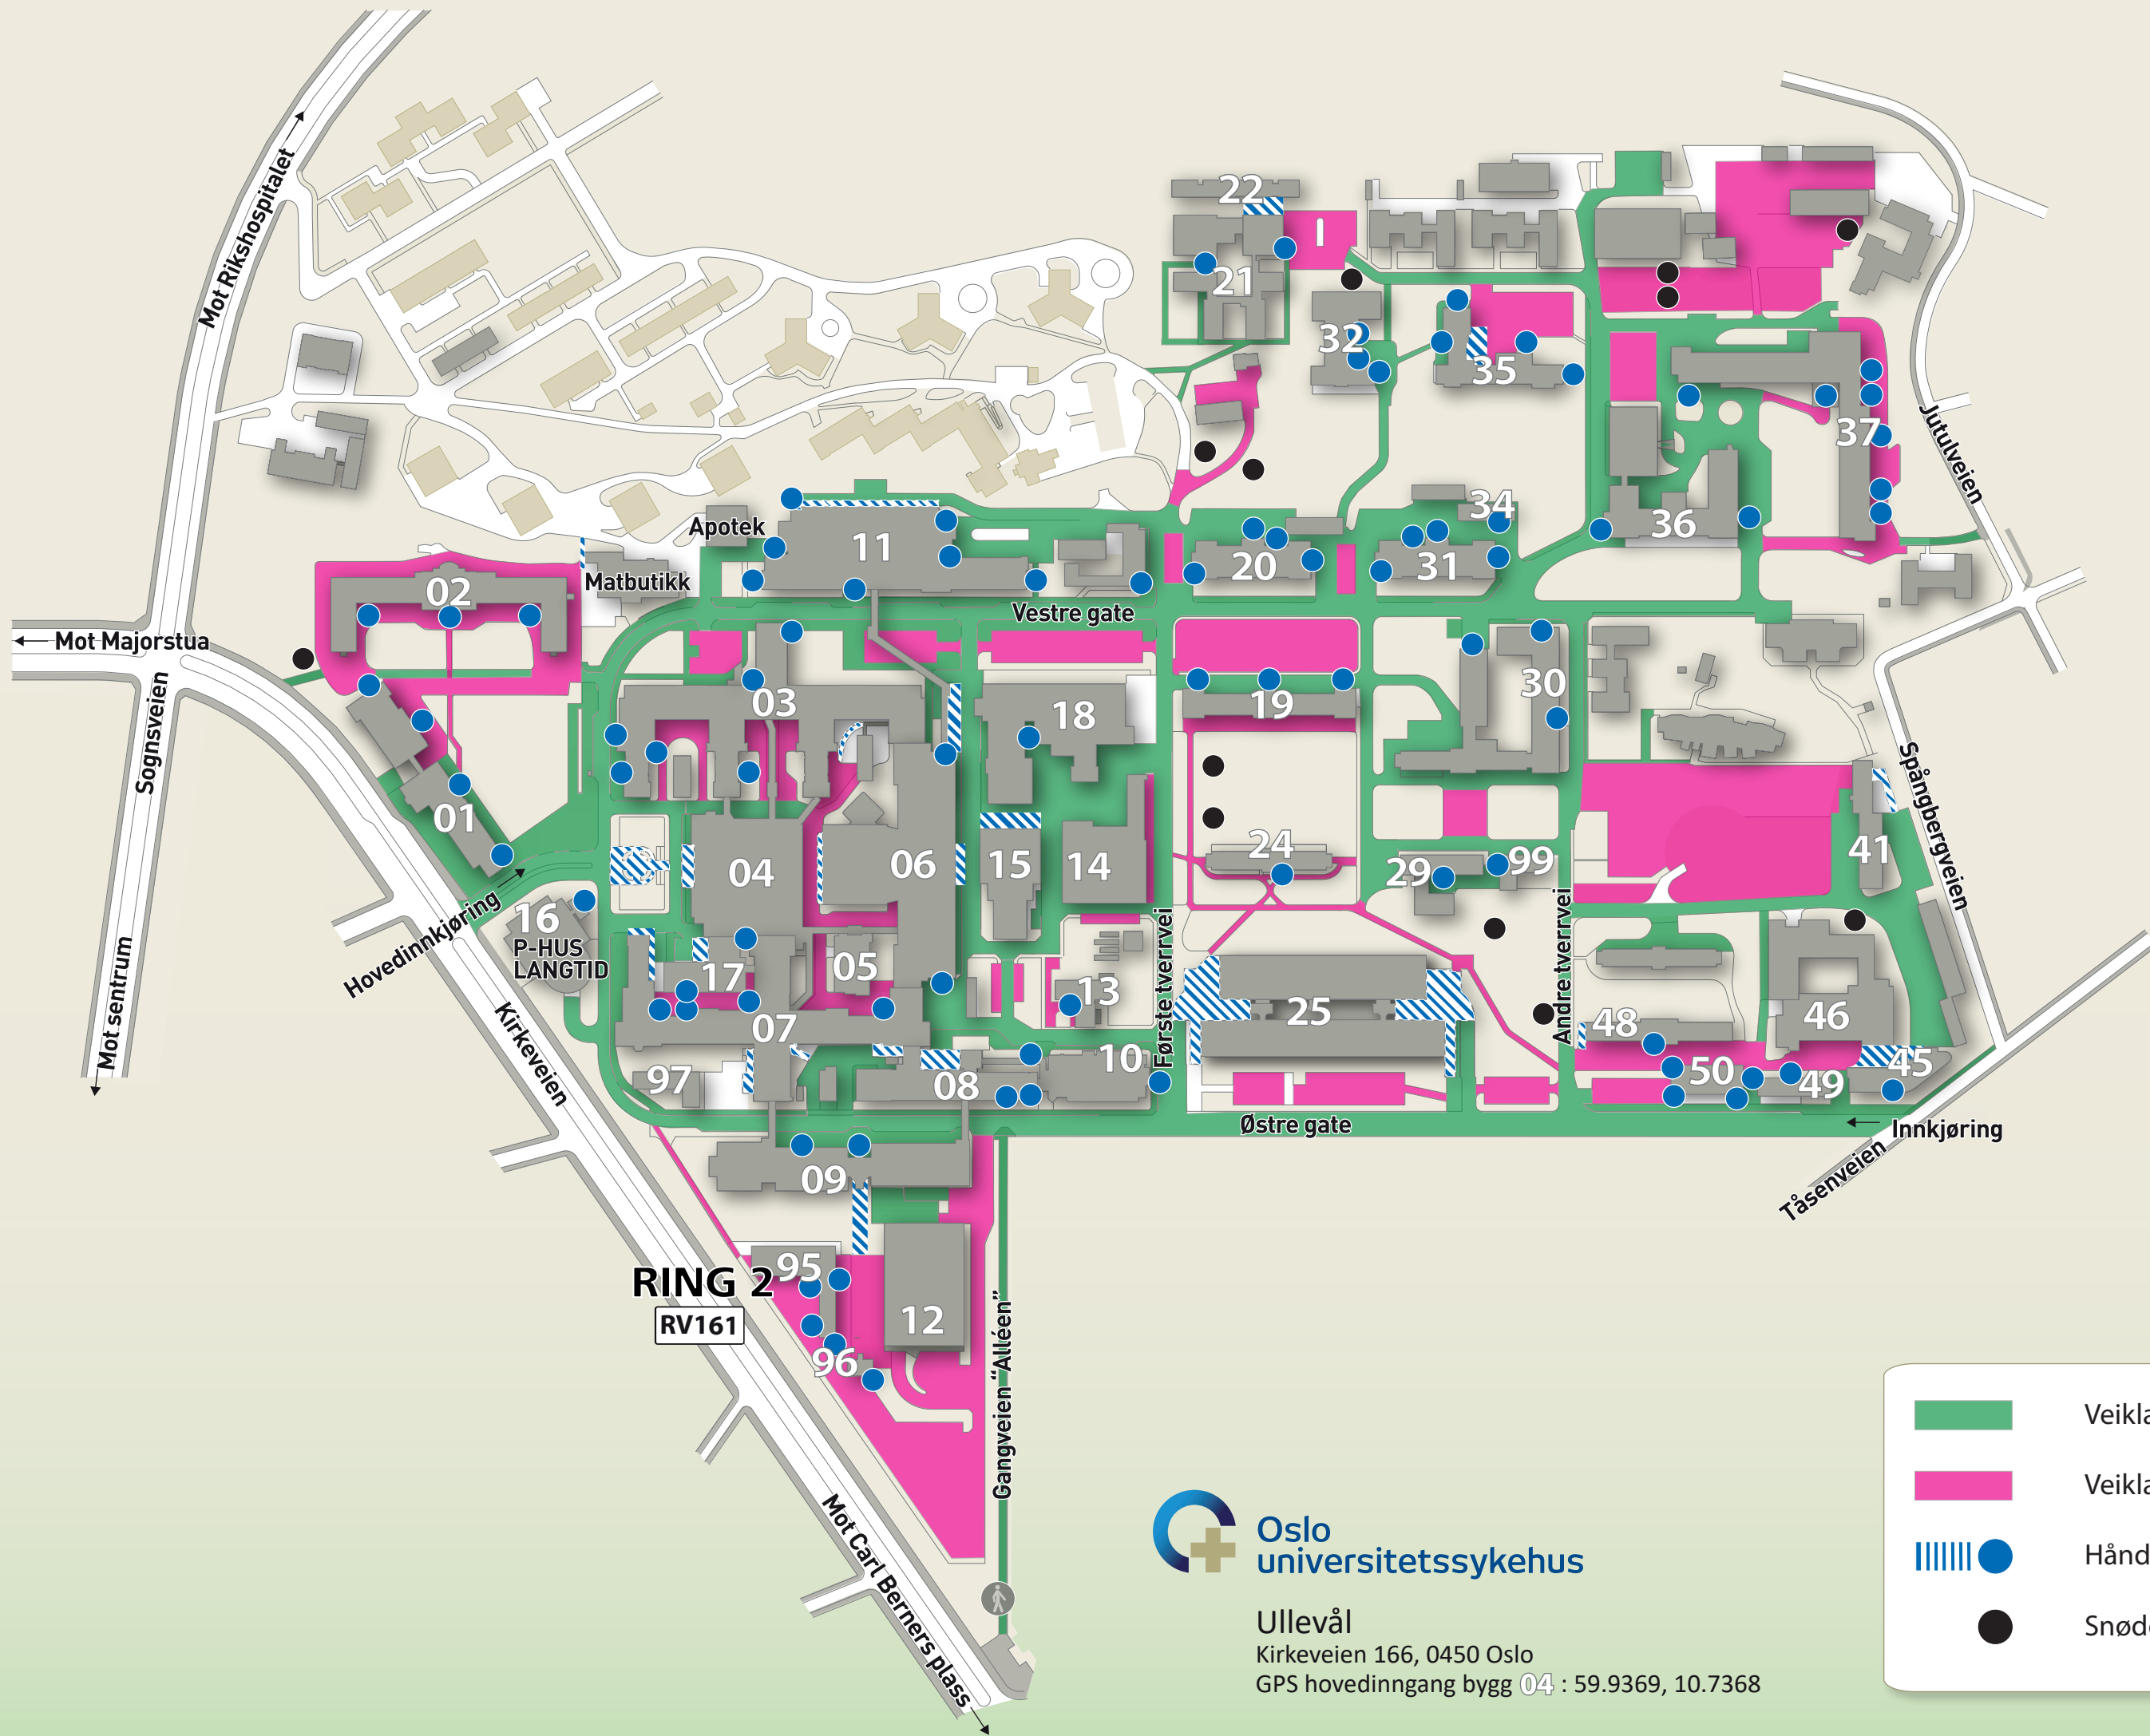 Mot Rikshospitalet
22
21
32
35
37
Jutulveien
Apotek
11
34
36
20
31
Matbutikk
02
Vestre gate
Mot Majorstua
Sognsveien
03
18
19
30
Spångbergveien
01
04
06
15
14
24
29
99
41
Hovedinnkjøring
16
P-HUS
LANGTID
17
05
13
Første tverrvei
25
Andre tverrvei
48
46
Mot sentrum
Kirkeveien
07
97
08
10
50
49
45
Østre gate
Innkjøring
Tåsenveien
09
RING 2
RV161
95
12
96
Gangveien “Alléen”
Mot Carl Berners plass
Oslo
universitetssykehus
Ullevål
Kirkeveien 166, 0450 Oslo
GPS hovedinngang bygg 04 : 59.9369, 10.7368